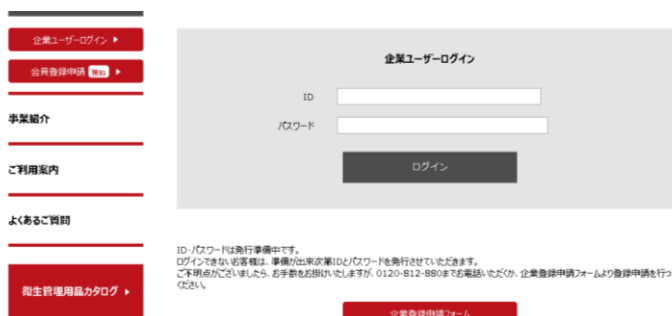 企業ユーザーログイン
会員登録申請
事業紹介
ご利用案内
よくあるご質問
衛生管理用品カタログ
企業ユーザーログイン
ID
パスワード
ログイン
ID・パスワードは発行準備中です。
ログインできないお客様は、準備が出来次第IDとパスワードを発行させていただきます。
ご不明点がございましたら、お手数をお掛けいたしますが、0120-812-880までお電話いただくか、企業登録申請フォームより登録申請を行っ
ください。
企業登録申請フォーム